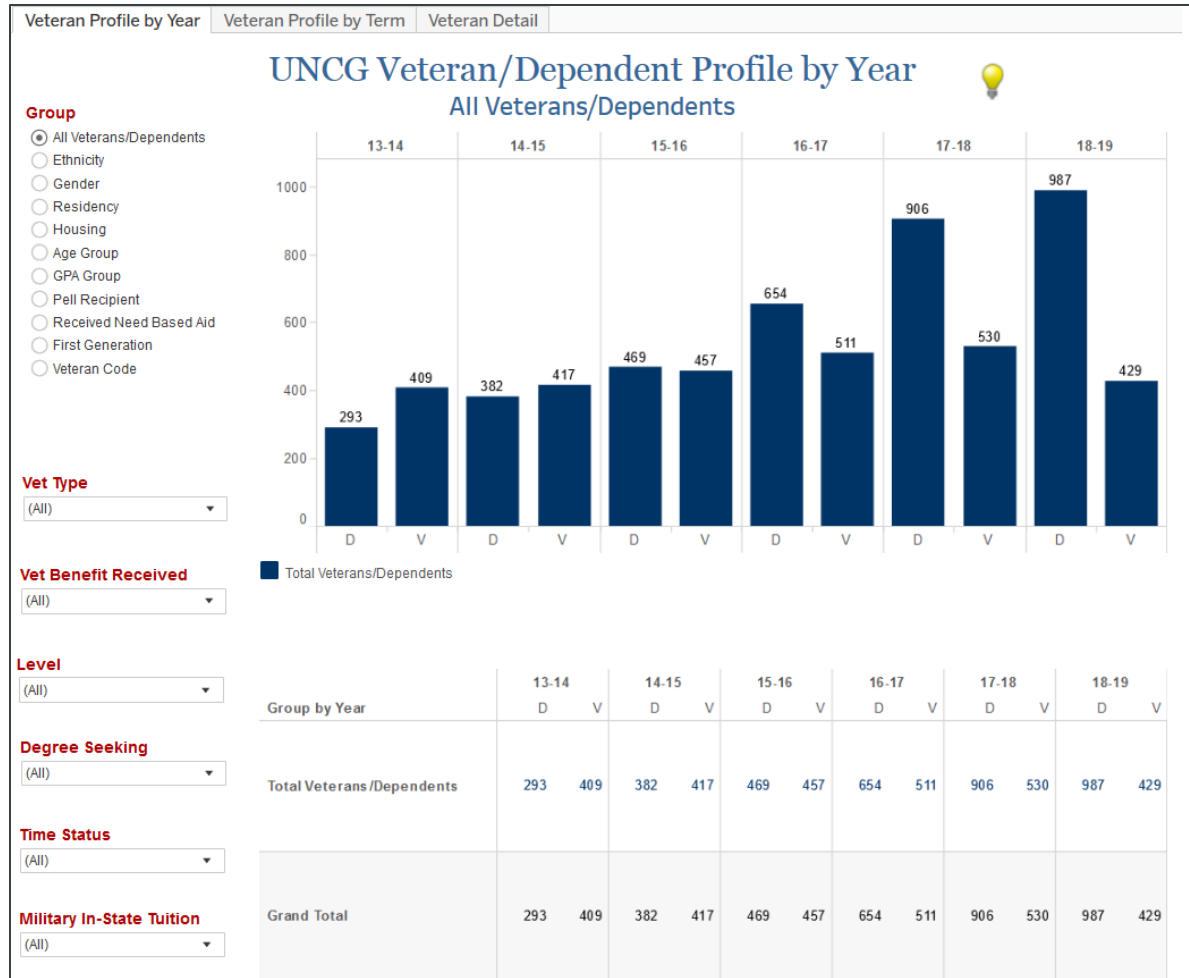 Veteran Profile by Year Veteran Profile by Term Veteran Detail
UNCG Veteran/Dependent Profile by Year
All Veterans/Dependents
Group
All Veterans/Dependents
Ethnicity
Gender
Residency
Housing
Age Group
GPA Group
Pell Recipient
Received Need Based Aid
First Generation
Veteran Code
Vet Type
(All)
Vet Benefit Received
(All)
Level
(All)
Degree Seeking
(All)
Time Status
(All)
Military In-State Tuition
(All)
13-14 14-15 15-16 16-17 17-18 18-19
1000
800
600
400
200
0
293 409 382 417 469 457 654 511 906 530 987 429
D V D V D V D V D V D V
Total Veterans/Dependents
13-14 14-15 15-16 16-17 17-18 18-19
Group by Year D V D V D V D V D V D V
Total Veterans/Dependents 293 409 382 417 469 457 654 511 906 530 987 429
Grand Total 293 409 382 417 469 457 654 511 906 530 987 429